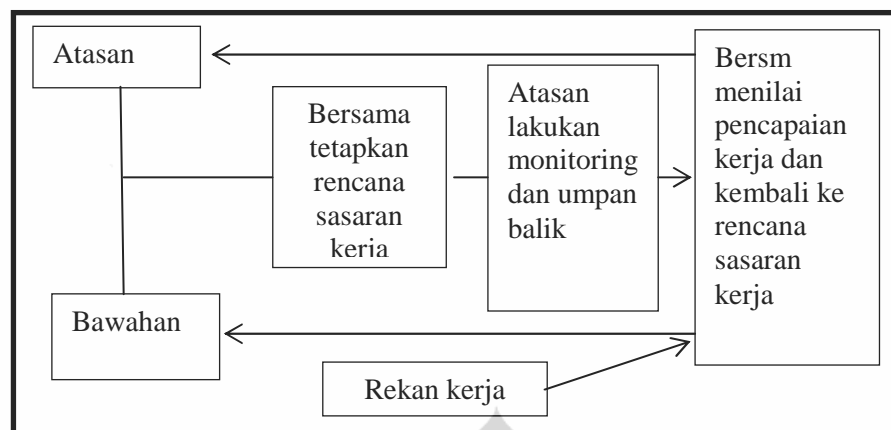 Atasan
Bersama
tetapkan
rencana
sasaran
kerja
Atasan
lakukan
monitoring
dan umpan
balik
Bersm
menilai
pencapaian
kerja dan
kembali ke
rencana
sasaran
kerja
Bawahan
Rekan kerja